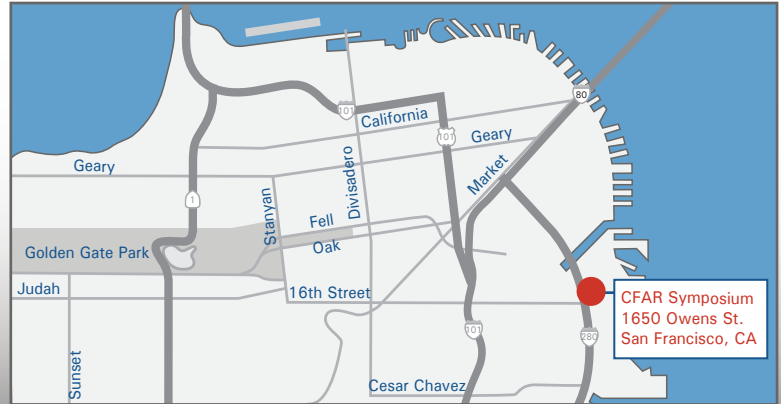 80
101
California
101
Geary
Market
Geary
Divisadero
Stanyan
1
Fell
Oak
Golden Gate Park
Judah
16th Street
CFAR Symposium
1650 Owens St.
San Francisco, CA
101
280
Sunset
Cesar Chavez